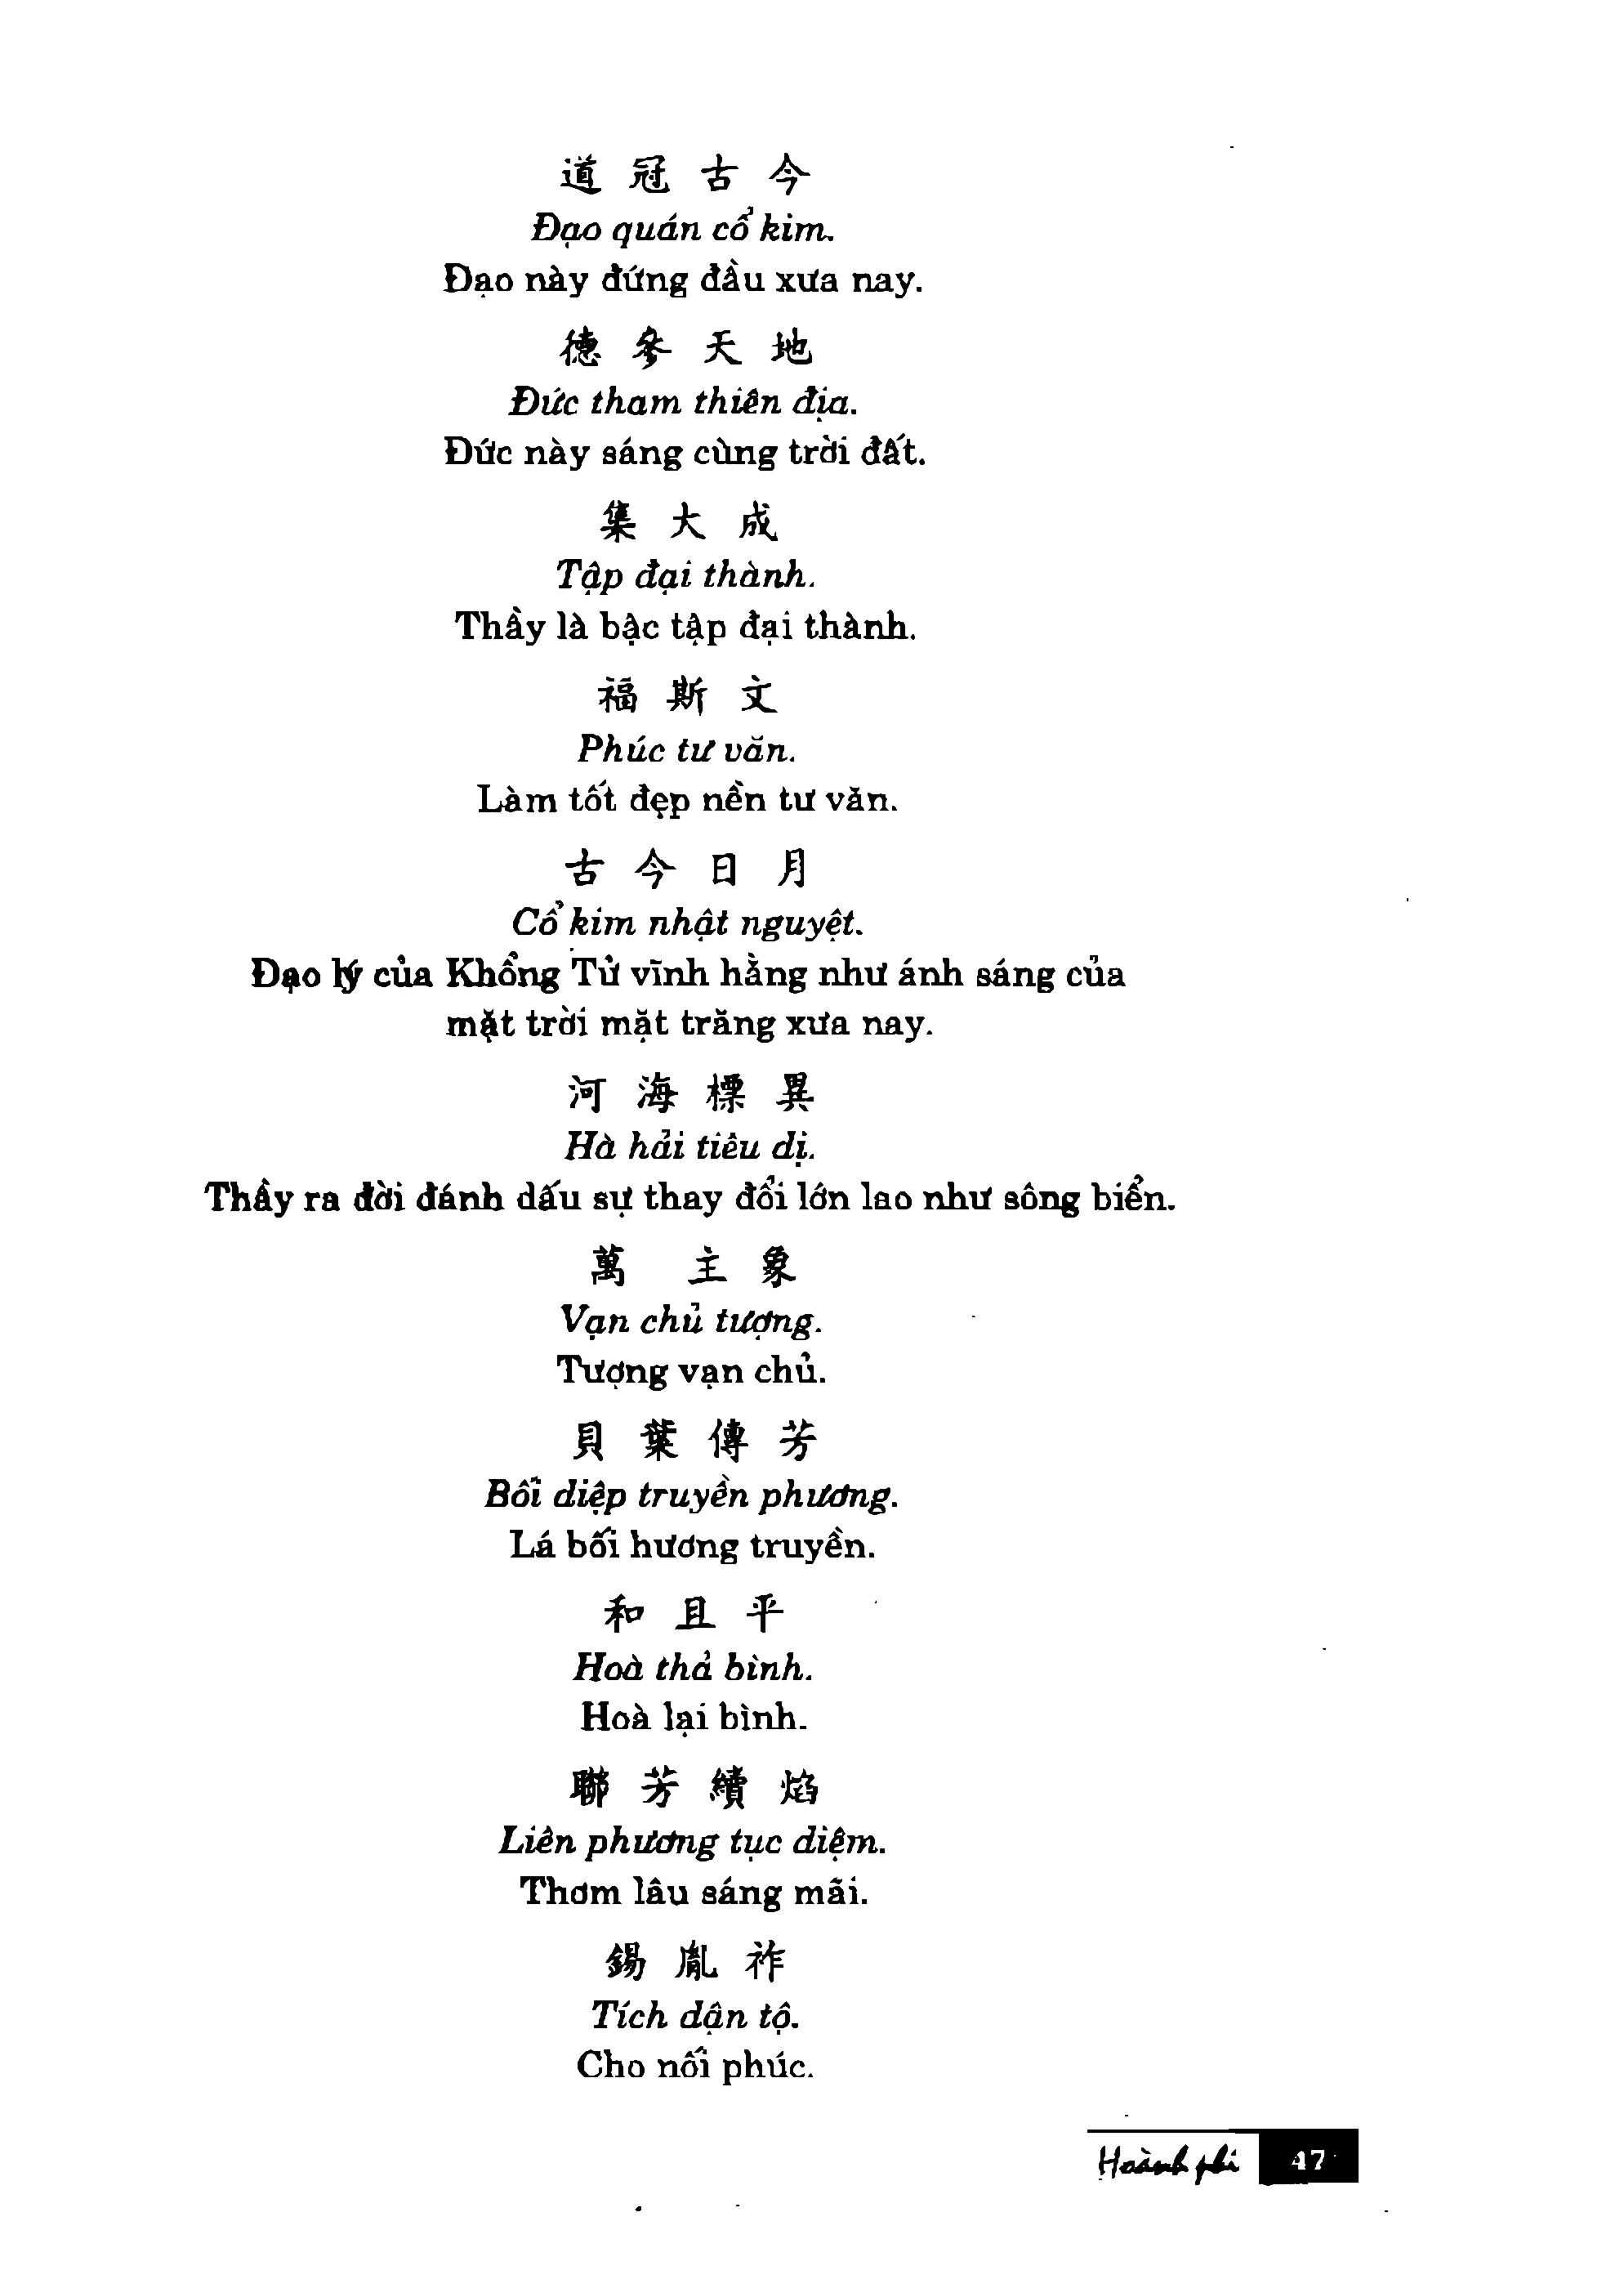 道 冠 古 今
Đạo quán cổ kim.
Đạo này đứng đầu xưa nay.
德 參 天 地
Đức tham thiên địa.
Đức này sáng cùng trời đất.
集 大 成
Tập đại thành.
Thầy là bậc tập đại thành.
福 斯 文
Phúc tư văn.
Làm tốt đẹp nền tư văn.
古 今 日 月
Cổ kim nhật nguyệt.
Đạo lý của Khổng Tử vĩnh hằng như ánh sáng của
mặt trời mặt trăng xưa nay.
河 海 標 異
Hà hải tiêu dị.
Thầy ra đời đánh dấu sự thay đổi lớn lao như sông biển.
萬 主 象
Vạn chủ tượng.
Tượng vạn chủ.
貝 葉 傳 芳
Bối diệp truyền phương.
Lá bối hương truyền.
和 且 平
Hoà thả bình.
Hoà lại bình.
聯 芳 續 焰
Liên phương tục diệm.
Thơm lâu sáng mãi.
錫 胤 祚
Tích dận tộ.
Cho nối phúc.
Hoành phi 47